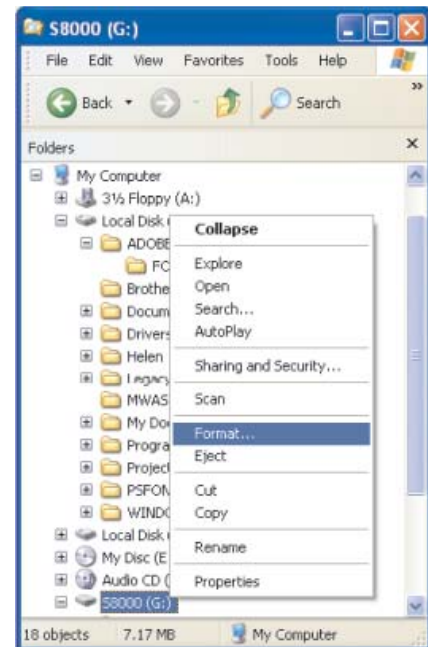 S8000 (G:)
File Edit View Favorites Tools Help
Back Search »
Folders
My Computer
3½ Floppy (A:)
Local Disk
ADOBE
FO
Brothe
Docum
Drivers
Helen
Legacy
MWAS
My Do
Progra
Project
PSFON
WINDO
Local Disk
My Disc (E
Audio CD (
S8000 (G:)
Collapse
Explore
Open
Search...
AutoPlay
Sharing and Security...
Scan
Format...
Eject
Cut
Copy
Rename
Properties
18 objects 7.17 MB My Computer